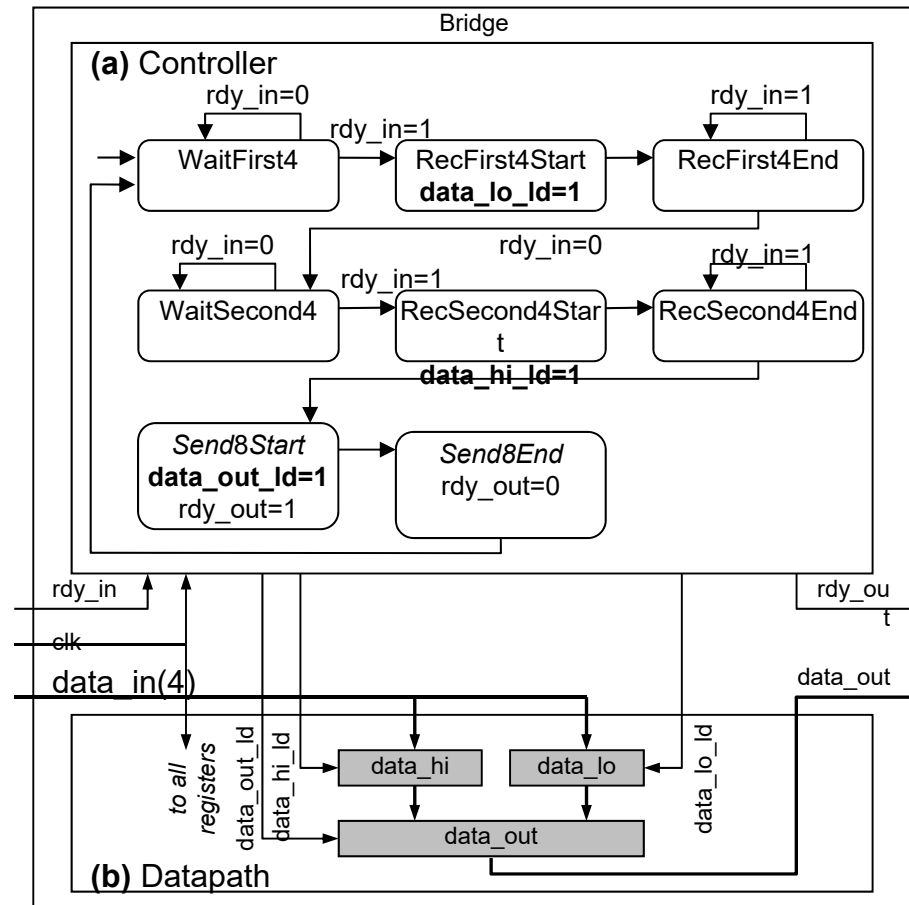 Bridge
(a) Controller
rdy_in=0
rdy_in=1
rdy_in=1
WaitFirst4
RecFirst4Start
data_lo_ld=1
RecFirst4End
rdy_in=0
rdy_in=0
rdy_in=1
rdy_in=1
WaitSecond4
RecSecond4Star
t
data_hi_ld=1
RecSecond4End
Send8Start
data_out_ld=1
rdy_out=1
Send8End
rdy_out=0
rdy_in
rdy_ou
t
clk
data_in(4)
data_out
to all
registers
data_out_ld
data_hi_ld
data_hi
data_lo
data_lo_ld
data_out
(b) Datapath